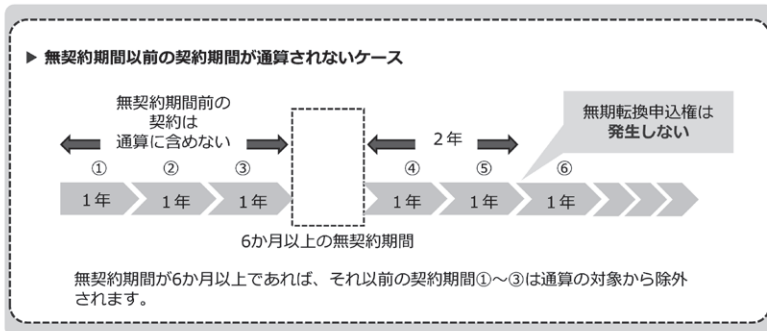 ▶ 無契約期間以前の契約期間が通算されないケース
無契約期間前の
契約は
通算に含めない
2年
無期転換申込権は
発生しない
① ② ③ ④ ⑤ ⑥
1年 1年 1年 1年 1年 1年
6か月以上の無契約期間
無契約期間が6か月以上であれば、それ以前の契約期間①~③は通算の対象から除外
されます。